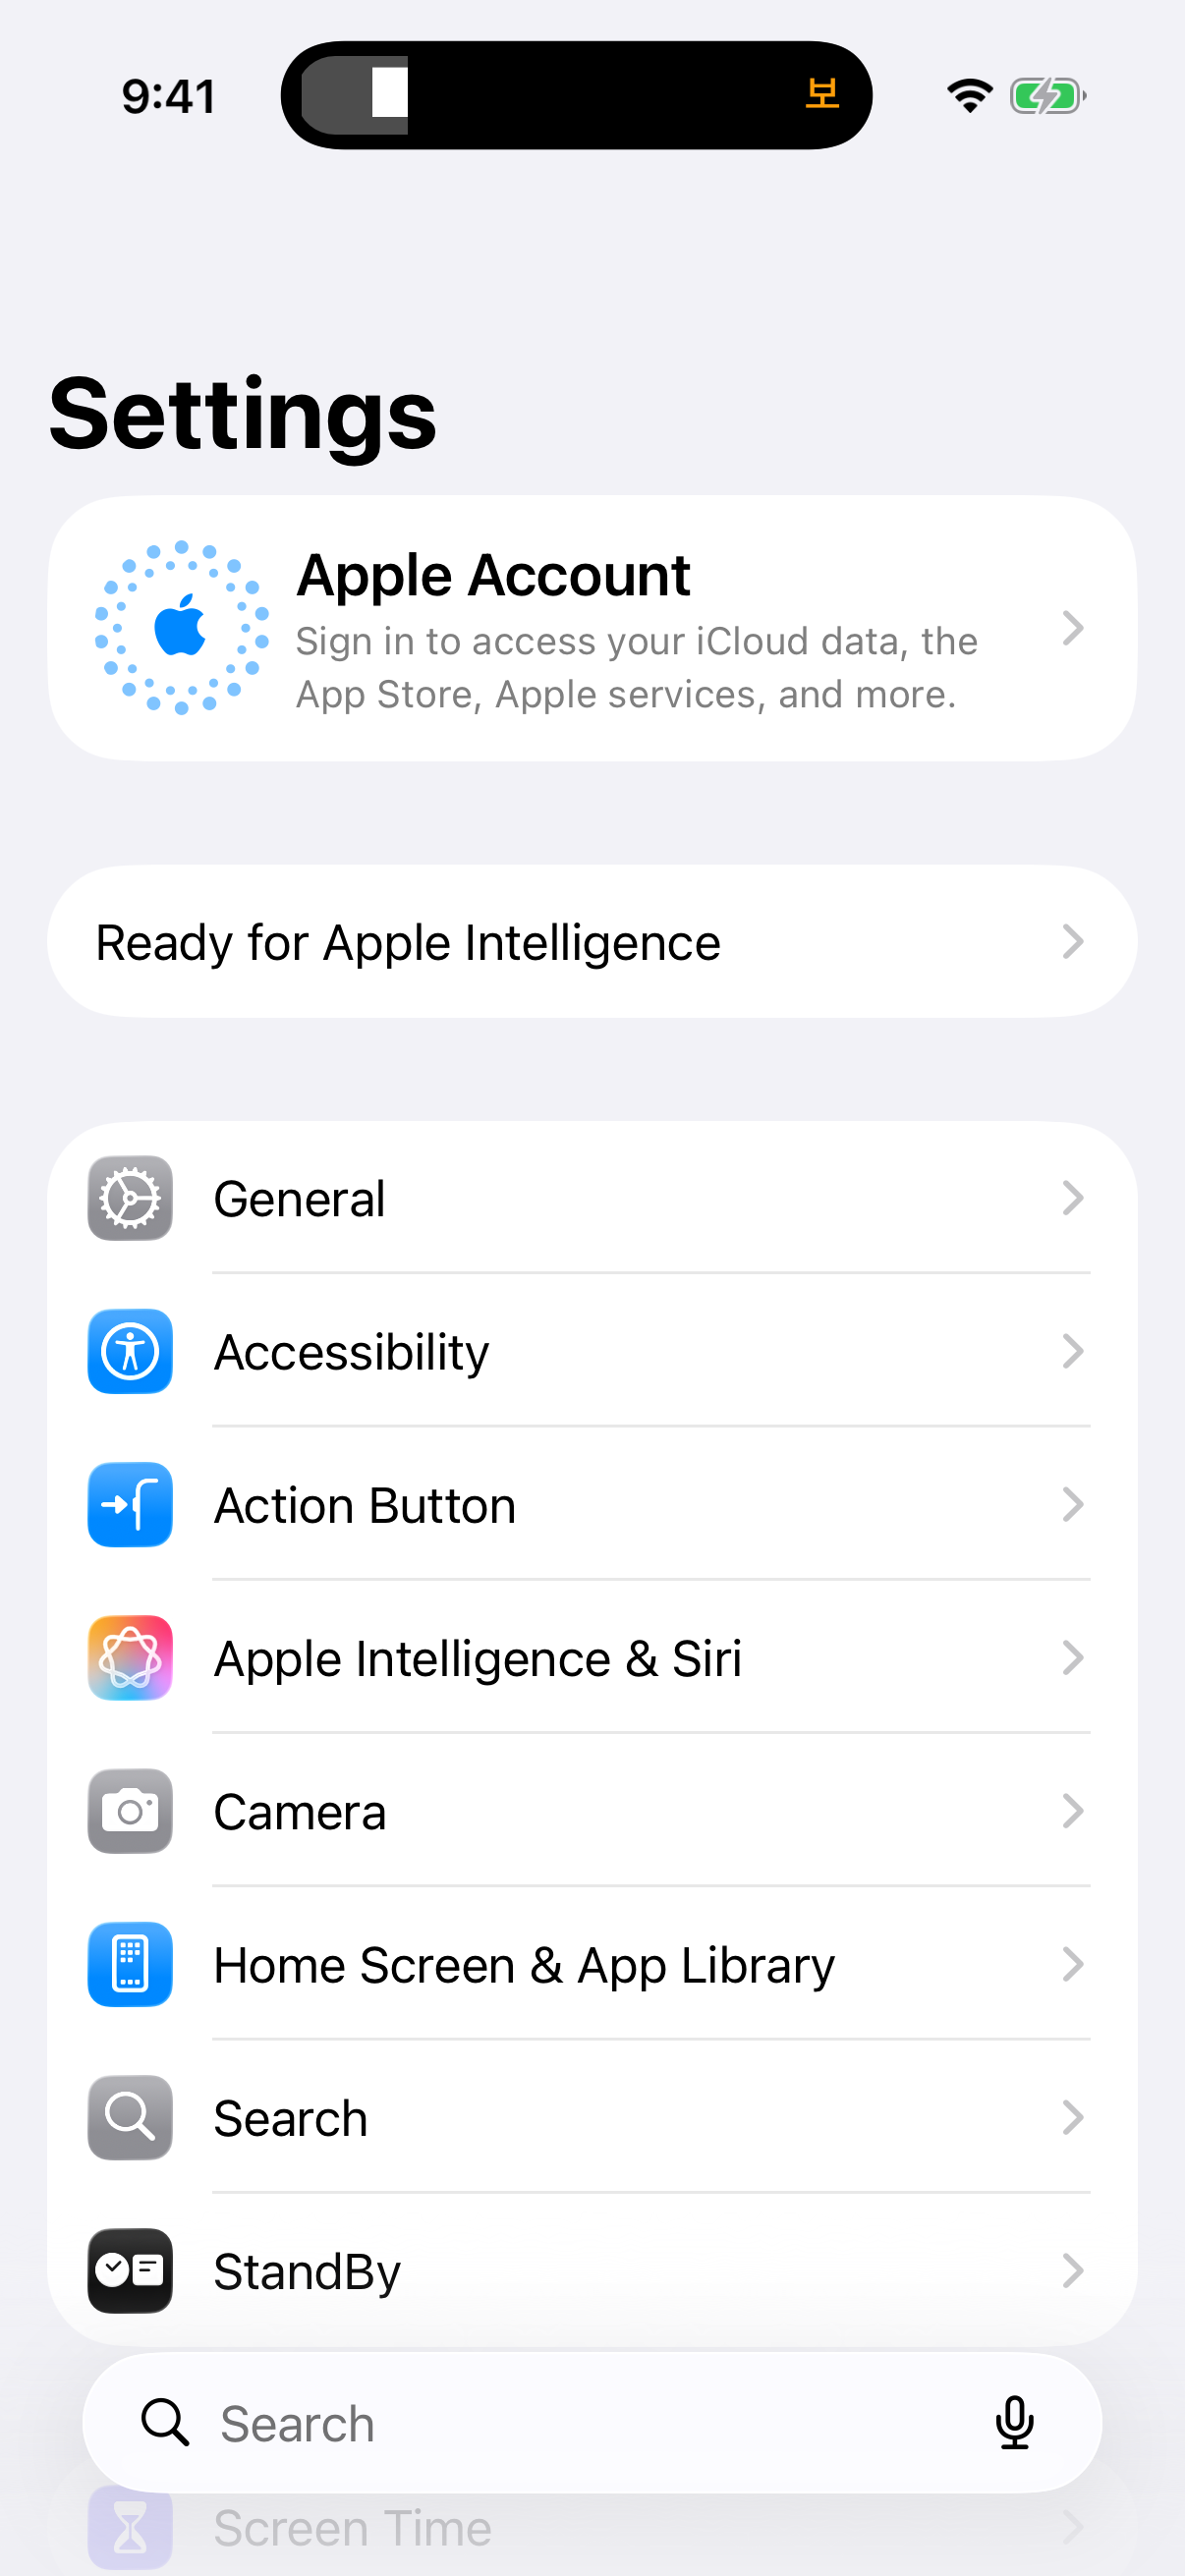 9:41
보
Settings
Apple Account
Sign in to access your iCloud data, the
App Store, Apple services, and more.
Ready for Apple Intelligence
General
Accessibility
Action Button
Apple Intelligence & Siri
Camera
Home Screen & App Library
Search
StandBy
Search
Screen Time